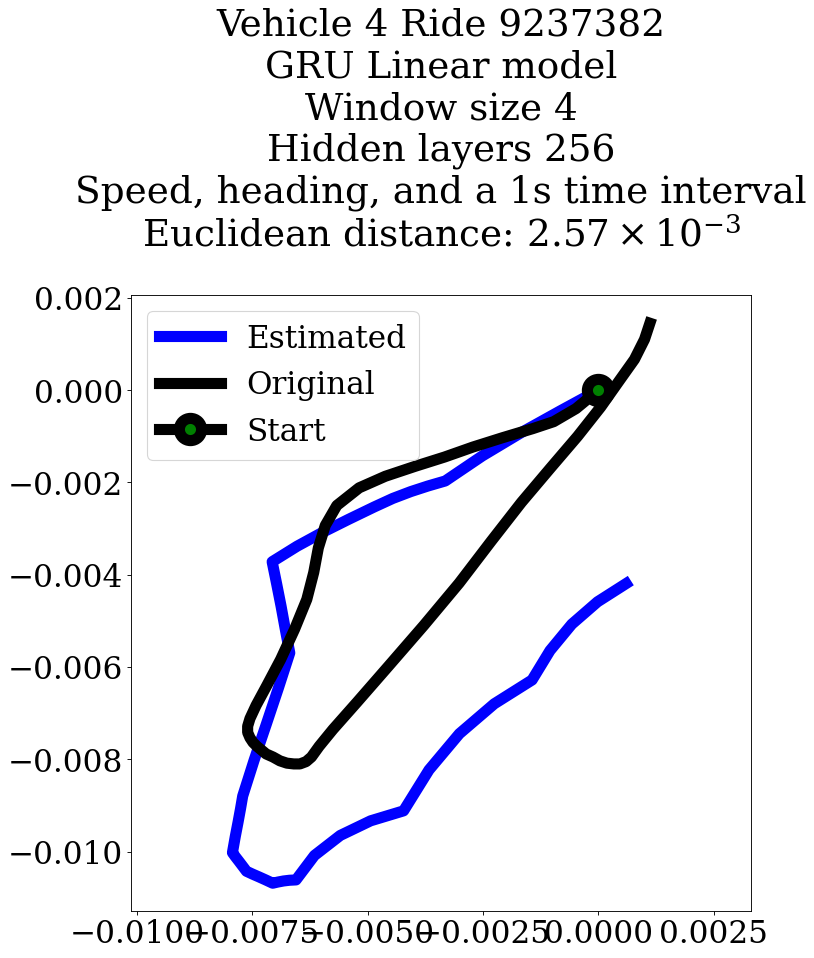 Vehicle 4 Ride 9237382
GRU Linear model
Window size 4
Hidden layers 256
Speed, heading, and a 1s time interval
Euclidean distance: 2.57 × 10⁻³
0.002
Estimated
0.000
Original
Start
−0.002
−0.004
−0.006
−0.008
−0.010
−0.0100 −0.0075 −0.0050 −0.0025 0.0000 0.0025